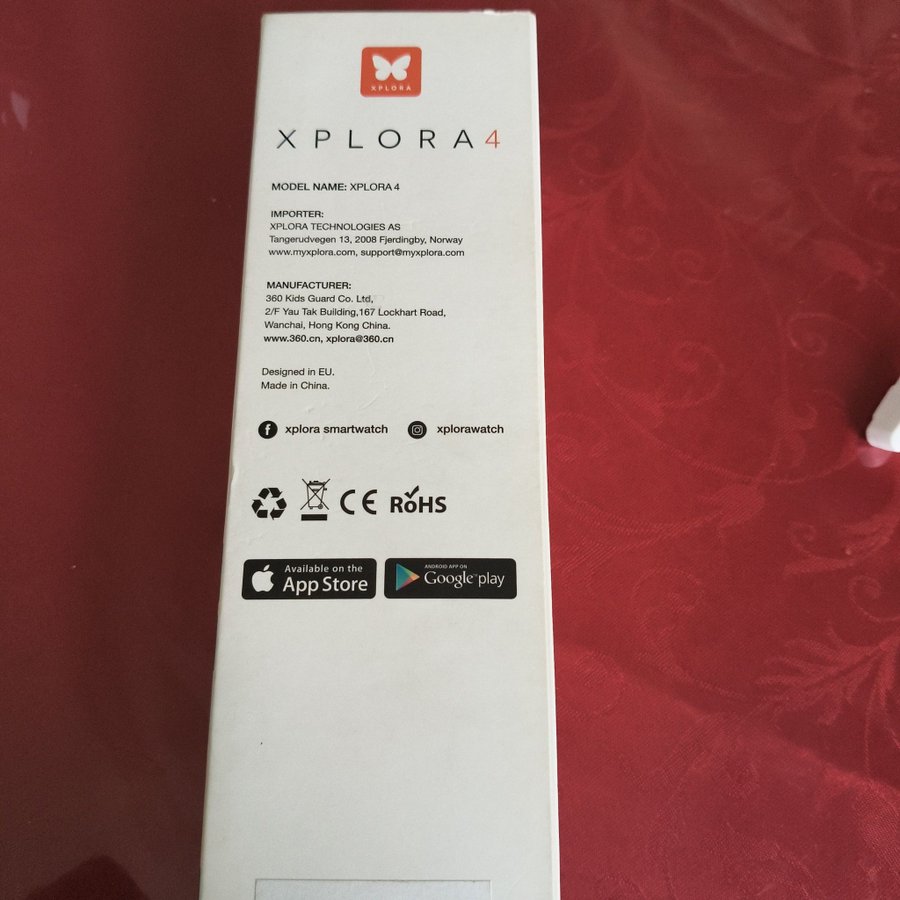 XPLORA
XPLORA4
MODEL NAME: XPLORA 4
IMPORTER:
XPLORA TECHNOLOGIES AS
Tangerudvegen 13, 2008 Fjerdingby, Norway
www.myxplora.com, support@myxplora.com
MANUFACTURER:
360 Kids Guard Co. Ltd,
2/F Yau Tak Building,167 Lockhart Road,
Wanchai, Hong Kong China.
www.360.cn, xplora@360.cn
Designed in EU.
Made in China.
f xplora smartwatch xplorawatch
CE RoHS
Available on the
App Store
ANDROID APP ON
Google play